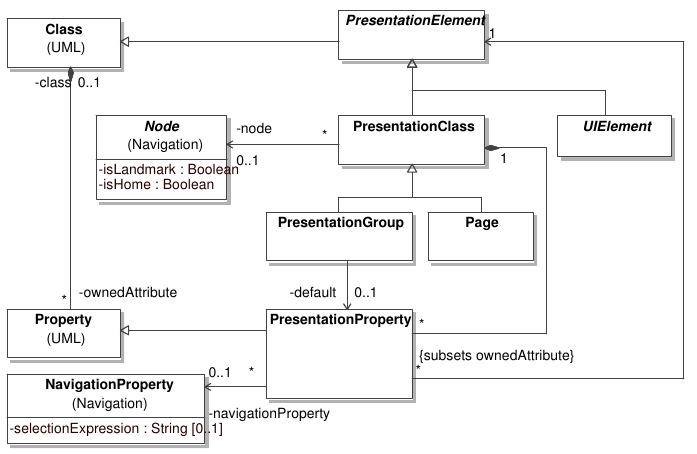 Class
(UML)
PresentationElement
1
-class 0..1
Node
(Navigation)
-isLandmark : Boolean
-isHome : Boolean
-node
*
0..1
PresentationClass
1
UIElement
PresentationGroup
Page
-ownedAttribute
*
-default 0..1
Property
(UML)
PresentationProperty
*
{subsets ownedAttribute}
*
0..1 *
NavigationProperty
(Navigation)
-navigationProperty
-selectionExpression : String [0..1]